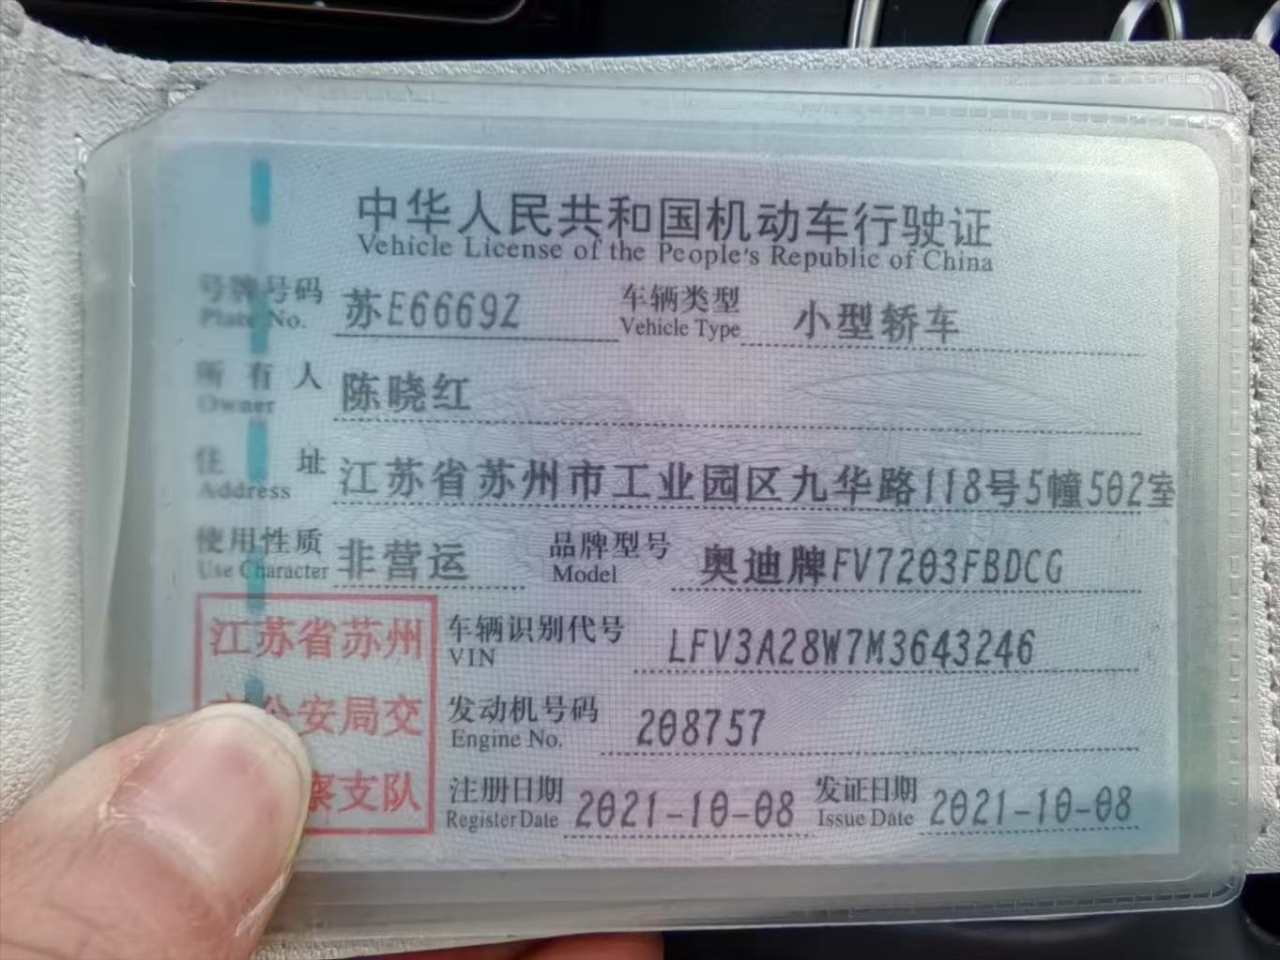 中华人民共和国机动车行驶证
Vehicle License of the People's Republic of China
号牌号码 苏E6669Z 车辆类型 小型轿车
Plate No. Vehicle Type
所有人 陈晓红
Owner
住址 江苏省苏州市工业园区九华路118号5幢502室
Address
使用性质 非营运 品牌型号 奥迪牌FV7203FBDCG
Use Character Model
江苏省苏州 车辆识别代号 LFV3A28W7M3643246
VIN
公安局交 发动机号码 208757
Engine No.
察支队 注册日期 2021-10-08 发证日期 2021-10-08
Register Date Issue Date